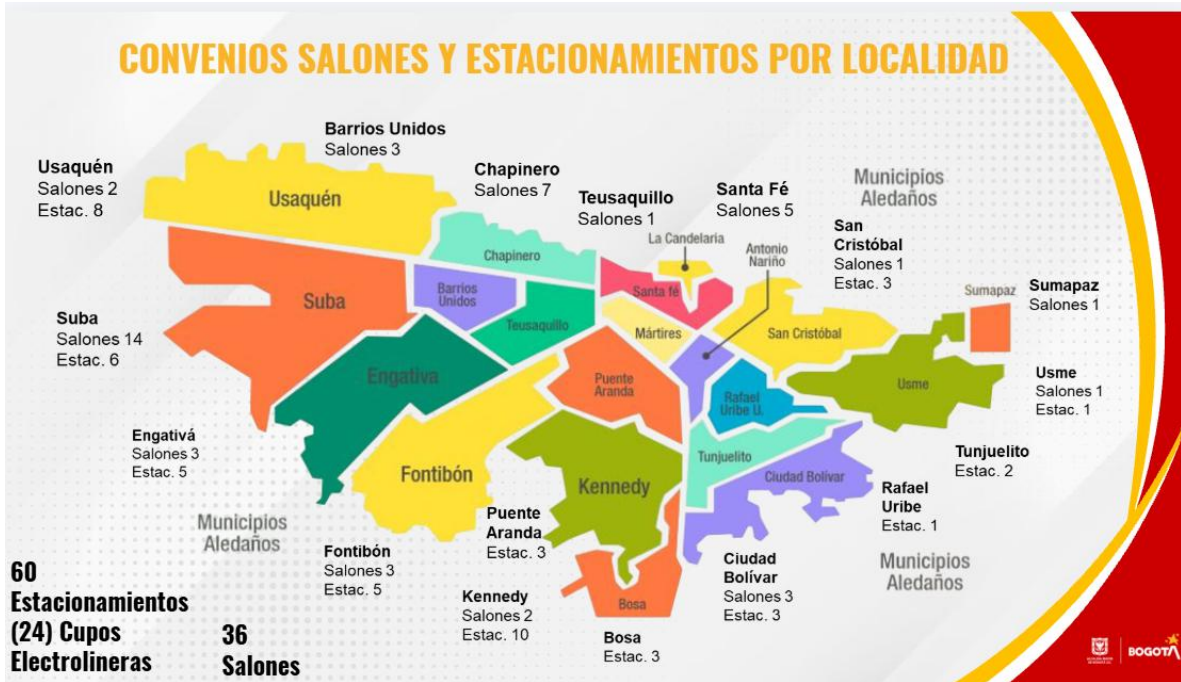 CONVENIOS SALONES Y ESTACIONAMIENTOS POR LOCALIDAD
Barrios Unidos
Salones 3
Usaquén
Salones 2
Estac. 8
Chapinero
Salones 7
Teusaquillo
Salones 1
Santa Fé
Salones 5
Municipios
Aledaños
San
Cristóbal
Salones 1
Estac. 3
Sumapaz
Salones 1
Usaquén
Chapinero
La Candelaria
Antonio
Nariño
Sumapaz
Suba
Barrios
Unidos
Teusaquillo
Santa fé
Mártires
San Cristóbal
Suba
Salones 14
Estac. 6
Engativa
Puente
Aranda
Rafael
Uribe U.
Usme
Usme
Salones 1
Estac. 1
Engativá
Salones 3
Estac. 5
Fontibón
Kennedy
Tunjuelito
Ciudad Bolívar
Tunjuelito
Estac. 2
Municipios
Aledaños
Puente
Aranda
Estac. 3
Rafael
Uribe
Estac. 1
Fontibón
Salones 3
Estac. 5
Kennedy
Salones 2
Estac. 10
Bosa
Bosa
Estac. 3
Ciudad
Bolívar
Salones 3
Estac. 3
Municipios
Aledaños
60
Estacionamientos
(24) Cupos
Electrolineras
36
Salones
BOGOTÁ